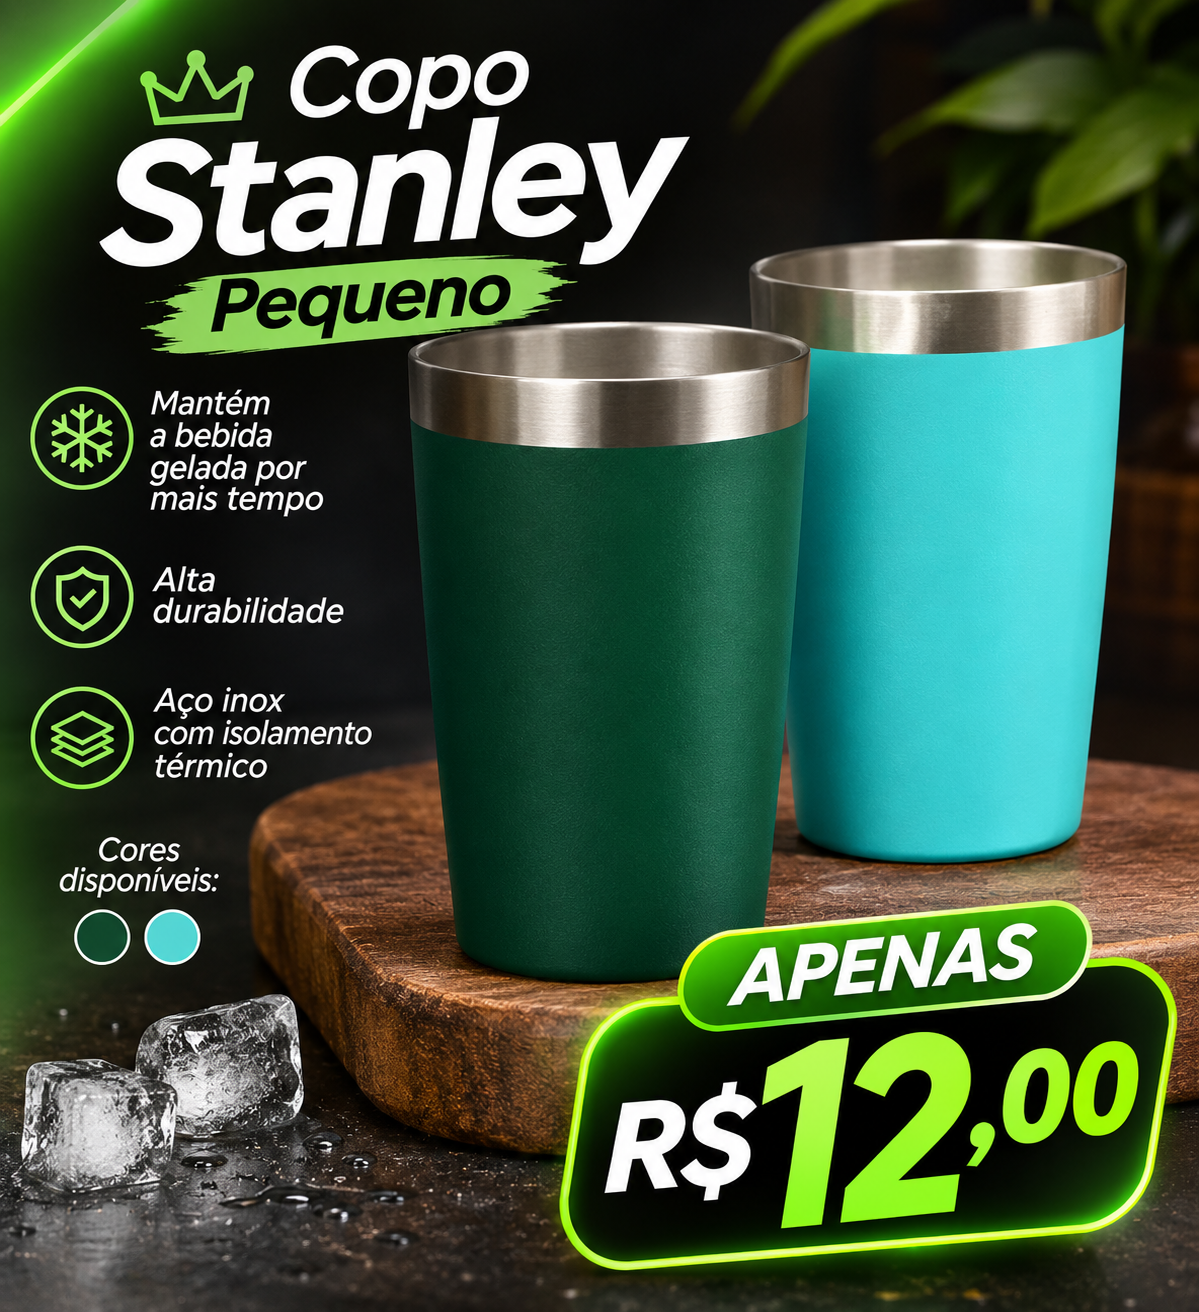 Copo
Stanley
Pequeno
Mantém
a bebida
gelada por
mais tempo
Alta
durabilidade
Aço inox
com isolamento
térmico
Cores
disponíveis:
APENAS
R$12,00